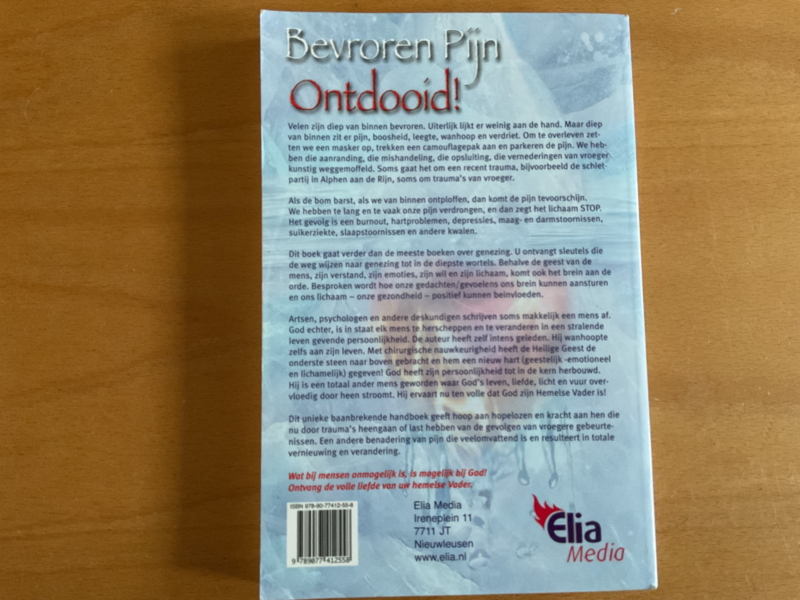 Bevroren Pijn
Ontdooid!
Velen zijn diep van binnen bevroren. Uiterlijk lijkt er weinig aan de hand. Maar diep
van binnen zit er pijn, boosheid, leegte, wanhoop en verdriet. Om te overleven zet-
ten we een masker op, trekken een camouflagepak aan en parkeren de pijn. We heb-
ben die aanranding, die mishandeling, die opsluiting, die vernederingen van vroeger
kunstig weggemoffeld. Soms gaat het om een recent trauma, bijvoorbeeld de schiet-
partij in Alphen aan de Rijn, soms om trauma's van vroeger.
Als de bom barst, als we van binnen ontploffen, dan komt de pijn tevoorschijn.
We hebben te lang en te vaak onze pijn verdrongen, en dan zegt het lichaam STOP.
Het gevolg is een burnout, hartproblemen, depressies, maag- en darmstoornissen,
suikerziekte, slaapstoornissen en andere kwalen.
Dit boek gaat verder dan de meeste boeken over genezing. U ontvangt sleutels die
de weg wijzen naar genezing tot in de diepste wortels. Behalve de geest van de
mens, zijn verstand, zijn emoties, zijn wil en zijn lichaam, komt ook het brein aan de
orde. Besproken wordt hoe onze gedachten/gevoelens ons brein kunnen aansturen
en ons lichaam – onze gezondheid – positief kunnen beïnvloeden.
Artsen, psychologen en andere deskundigen schrijven soms makkelijk een mens af.
God echter, is in staat elk mens te herscheppen en te veranderen in een stralende
leven gevende persoonlijkheid. De auteur heeft zelf intens geleden. Hij wanhoopte
zelfs aan zijn leven. Met chirurgische nauwkeurigheid heeft de Heilige Geest de
onderste steen naar boven gebracht en hem een nieuw hart (geestelijk -emotioneel
en lichamelijk) gegeven! God heeft zijn persoonlijkheid tot in de kern herbouwd.
Hij is een totaal ander mens geworden waar God's leven, liefde, licht en vuur over-
vloedig door heen stroomt. Hij ervaart nu ten volle dat God zijn Hemelse Vader is!
Dit unieke baanbrekende handboek geeft hoop aan hopelozen en kracht aan hen die
nu door trauma's heengaan of last hebben van de gevolgen van vroegere gebeurte-
nissen. Een andere benadering van pijn die veelomvattend is en resulteert in totale
vernieuwing en verandering.
Wat bij mensen onmogelijk is, is mogelijk bij God!
Ontvang de volle liefde van uw hemelse Vader.
ISBN 978-90-77412-55-8
9 789077 412558
Elia Media
Ireneplein 11
7711 JT
Nieuwleusen
www.elia.nl
Elia
Media